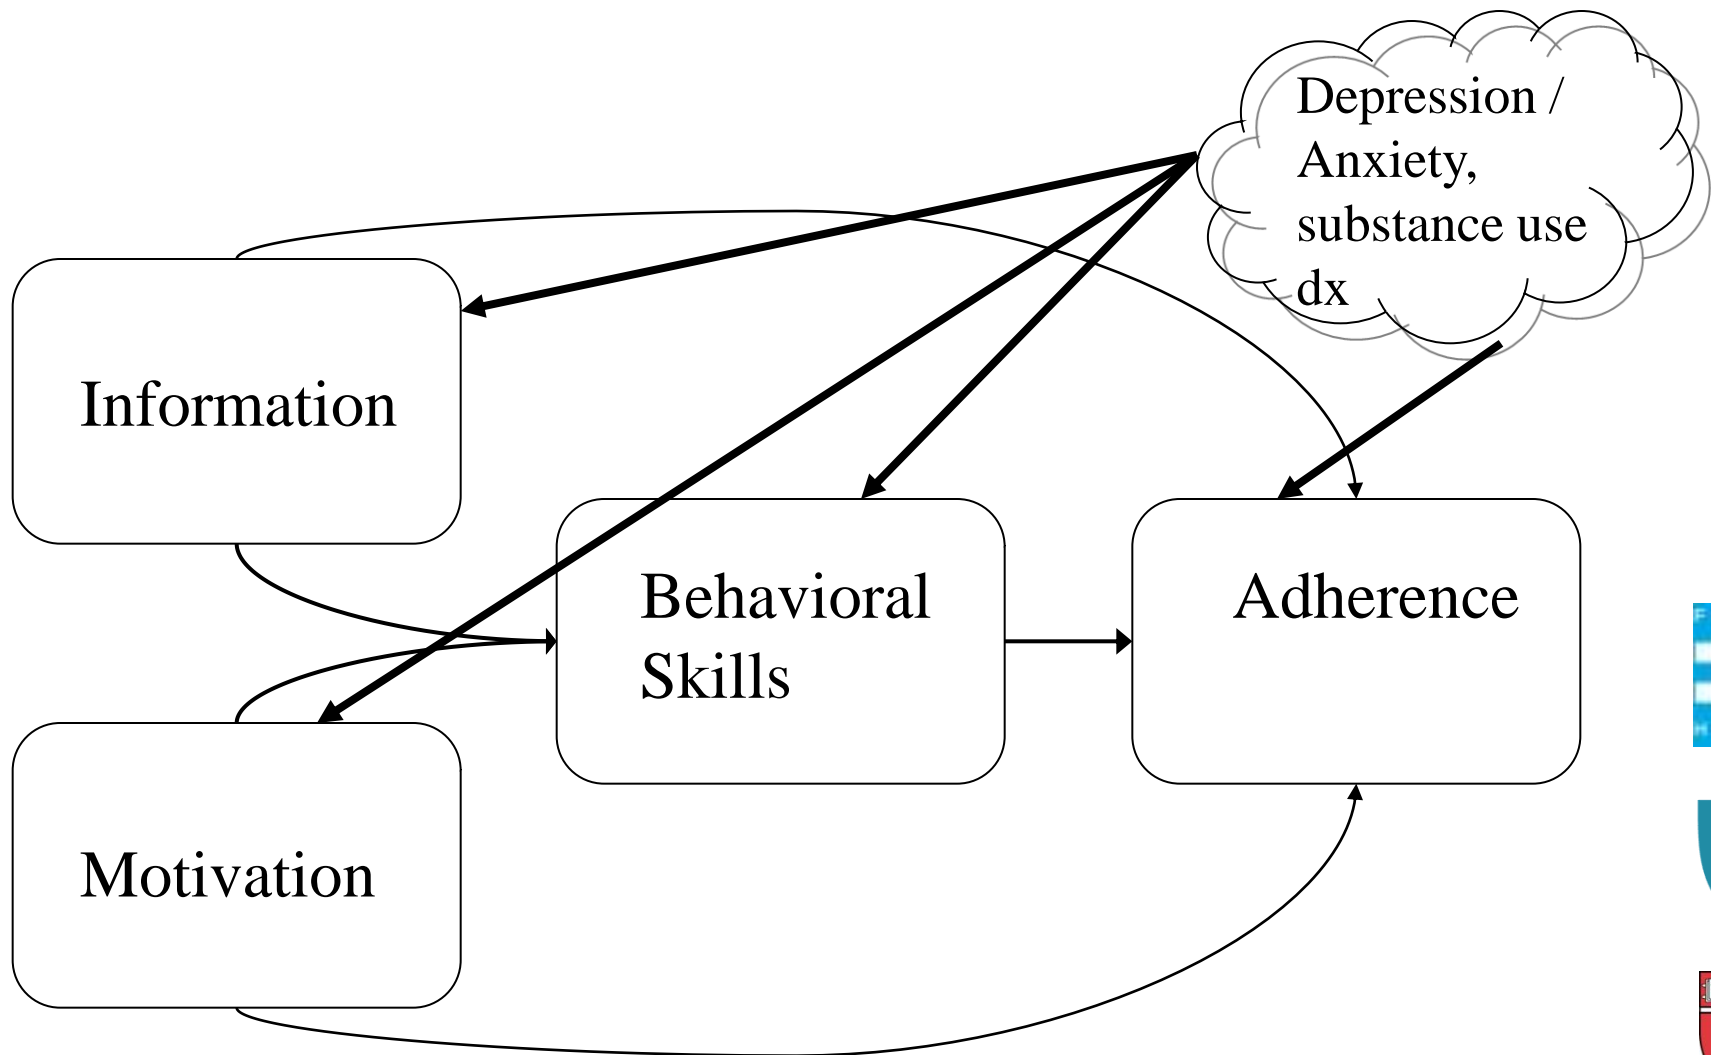 Depression /
Anxiety,
substance use
dx
Information
Behavioral
Skills
Adherence
Motivation